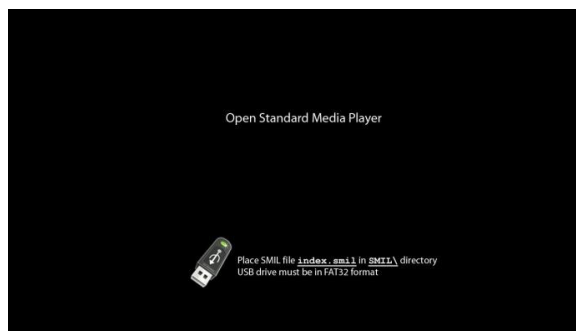 Open Standard Media Player
Place SMIL file index.smil in SMIL\ directory
USB drive must be in FAT32 format